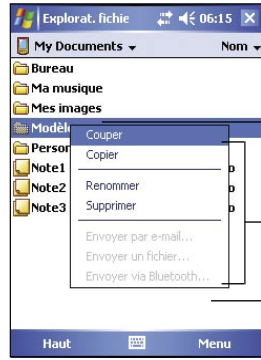 Explorat. fichie 06:15
My Documents Nom
Bureau
Ma musique
Mes images
Modèl
Couper
Person
Copier
Note1
Renommer
Note2
Supprimer
Note3
Envoyer par e-mail...
Envoyer un fichier...
Envoyer via Bluetooth...
Haut Menu